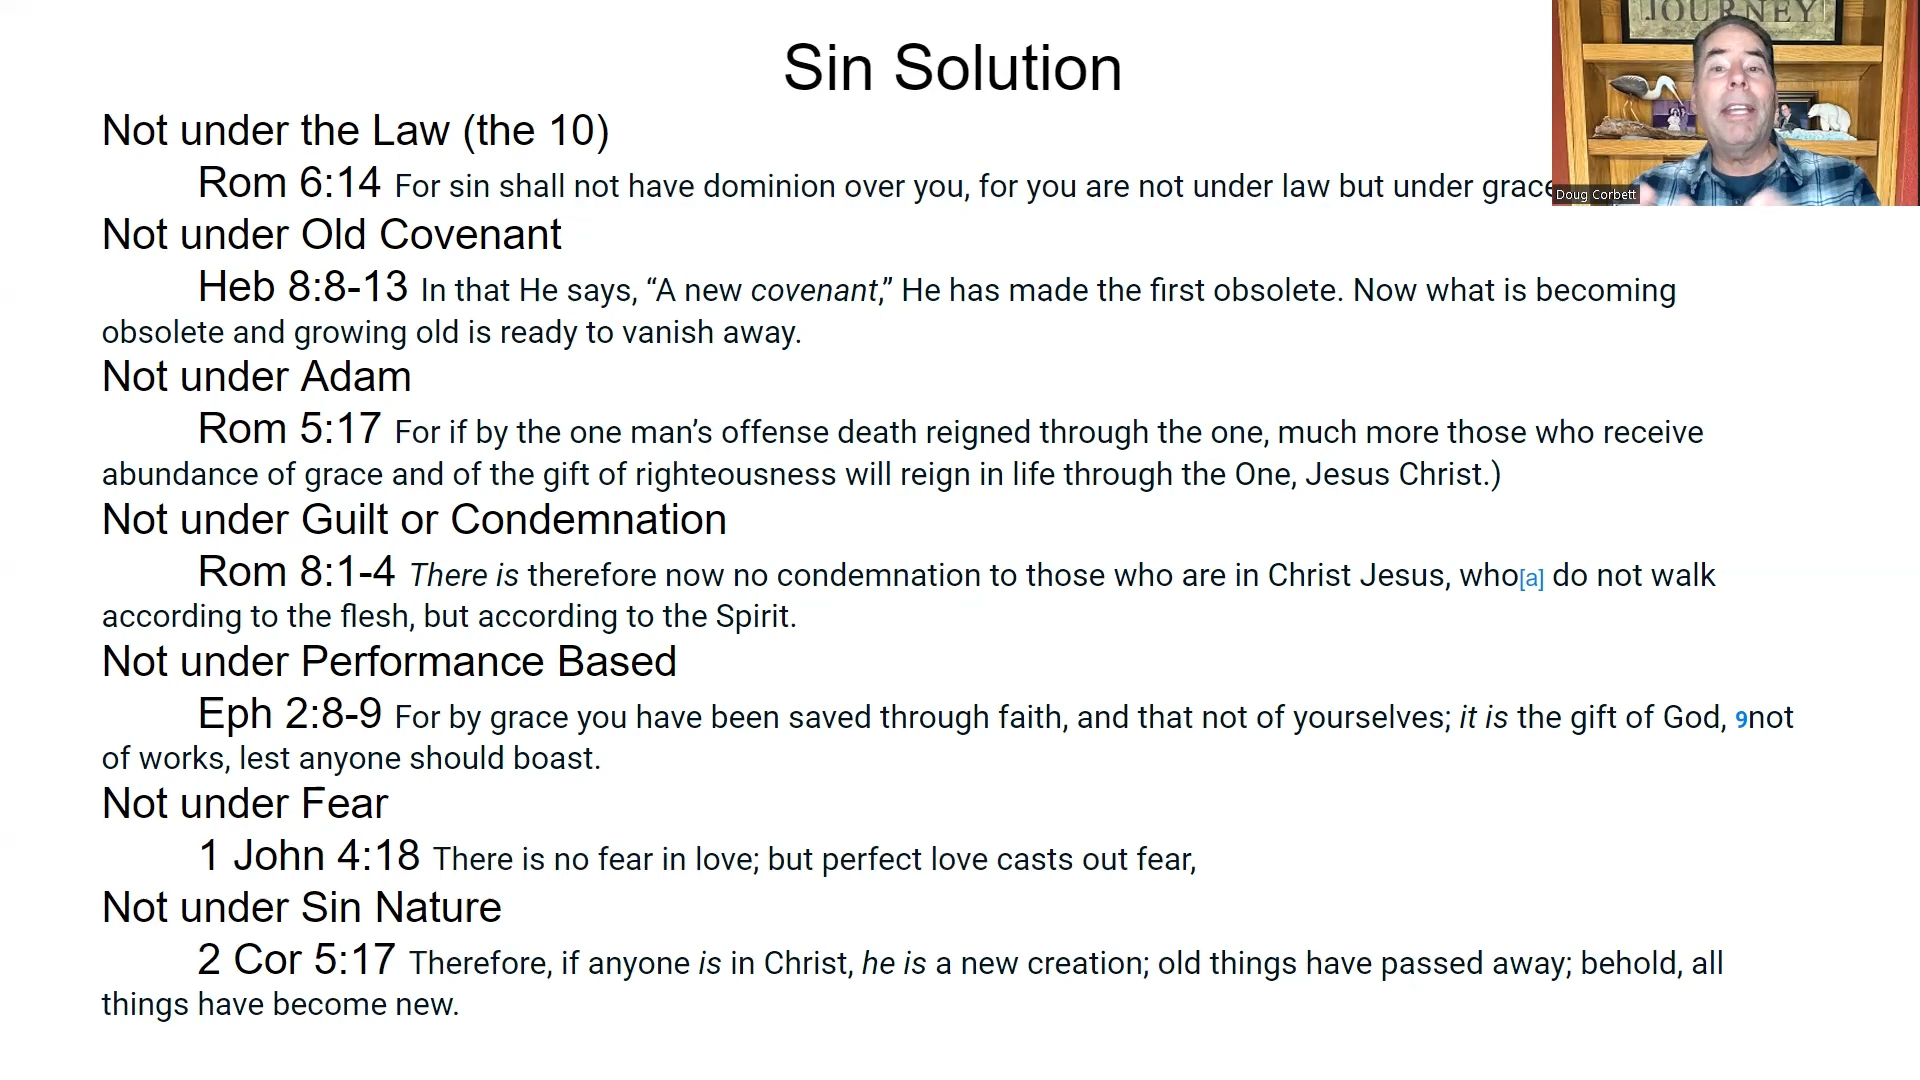 JOURNEY
Sin Solution
Not under the Law (the 10)
Rom 6:14 For sin shall not have dominion over you, for you are not under law but under grace
Doug Corbett
Not under Old Covenant
Heb 8:8-13 In that He says, “A new covenant,” He has made the first obsolete. Now what is becoming
obsolete and growing old is ready to vanish away.
Not under Adam
Rom 5:17 For if by the one man’s offense death reigned through the one, much more those who receive
abundance of grace and of the gift of righteousness will reign in life through the One, Jesus Christ.)
Not under Guilt or Condemnation
Rom 8:1-4 There is therefore now no condemnation to those who are in Christ Jesus, who[a] do not walk
according to the flesh, but according to the Spirit.
Not under Performance Based
Eph 2:8-9 For by grace you have been saved through faith, and that not of yourselves; it is the gift of God, 9not
of works, lest anyone should boast.
Not under Fear
1 John 4:18 There is no fear in love; but perfect love casts out fear,
Not under Sin Nature
2 Cor 5:17 Therefore, if anyone is in Christ, he is a new creation; old things have passed away; behold, all
things have become new.